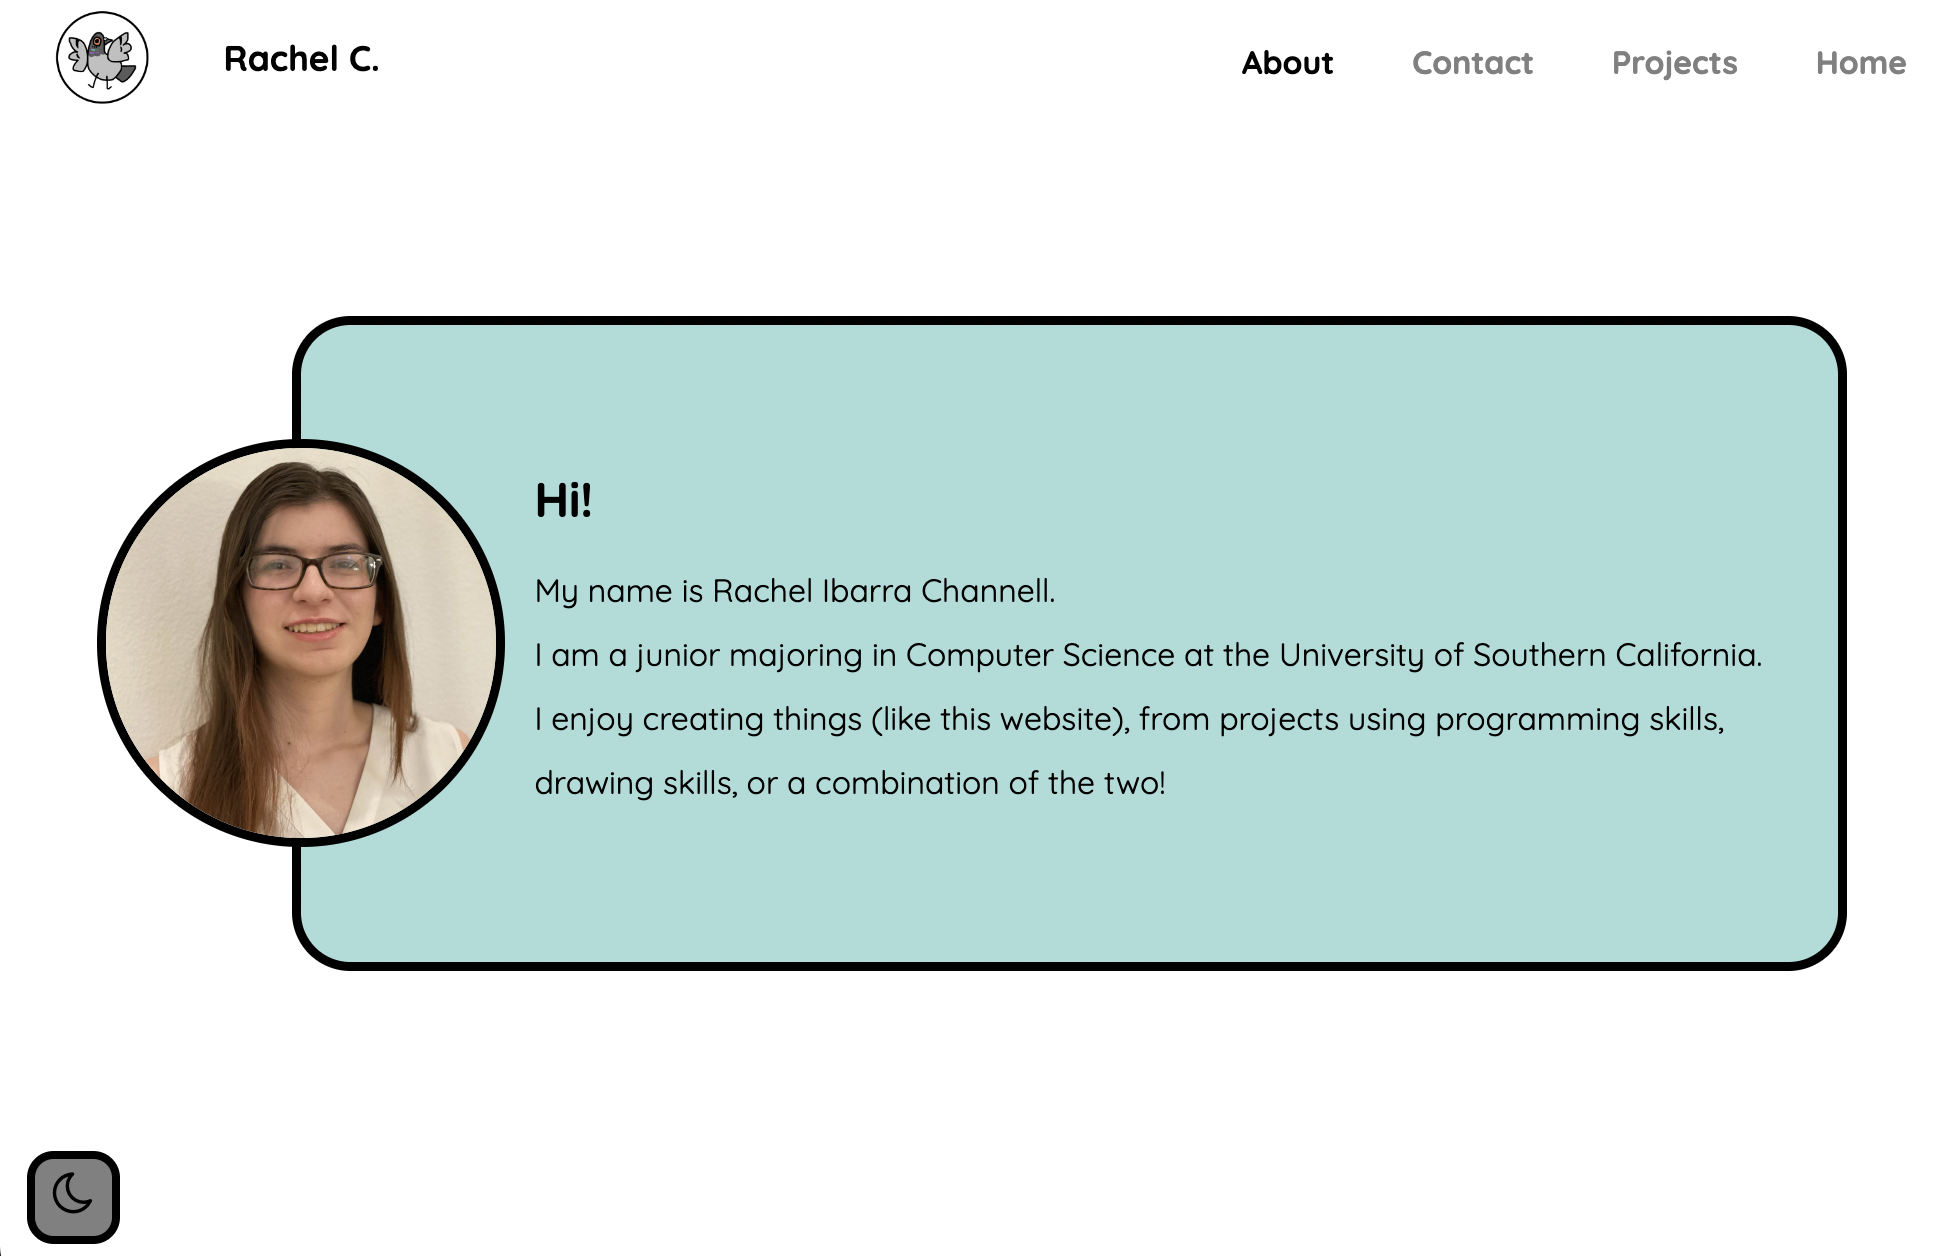 Rachel C.
About
Contact
Projects
Home
Hi!
My name is Rachel Ibarra Channell.
I am a junior majoring in Computer Science at the University of Southern California.
I enjoy creating things (like this website), from projects using programming skills,
drawing skills, or a combination of the two!